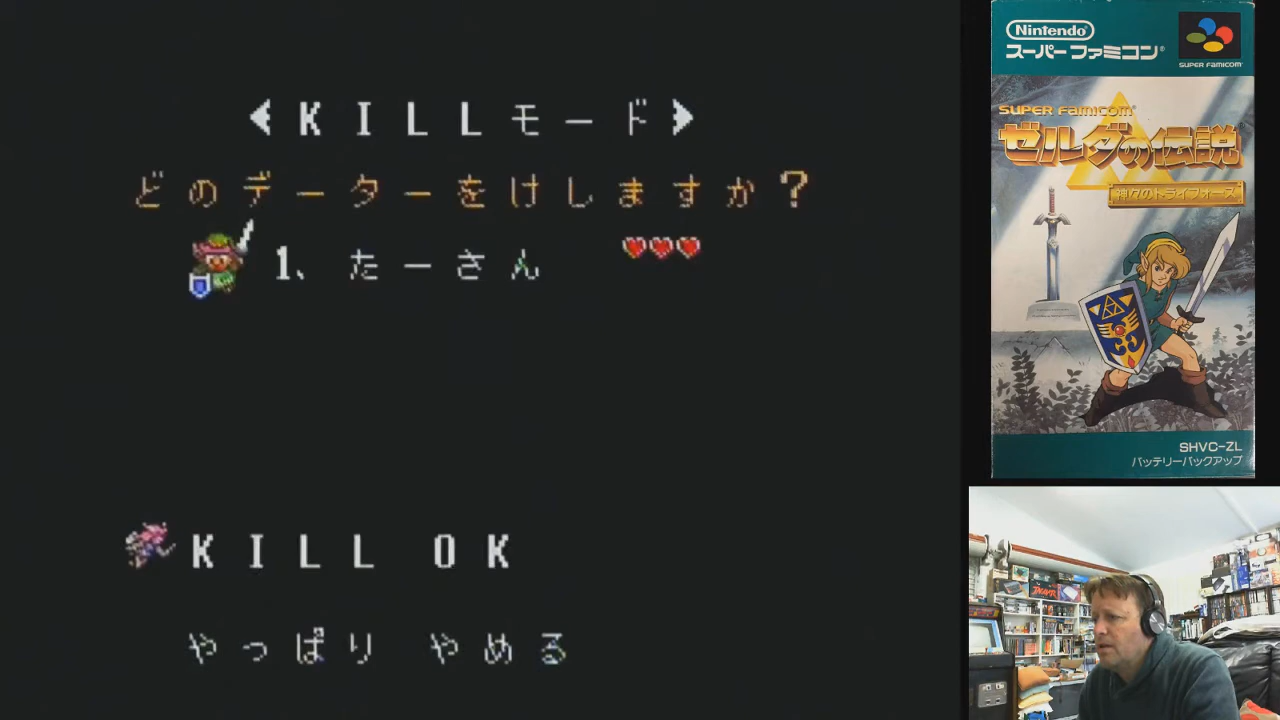 ◀KILLモード▶
どのデーターをけしますか?
1、たーさん
KILL OK
やっぱり やめる
Nintendo®
スーパーファミコン®
SUPER FAMICOM®
SUPER FAMICOM®
ゼルダの伝説
神々のトライフォース
SHVC-ZL
バッテリーバックアップ